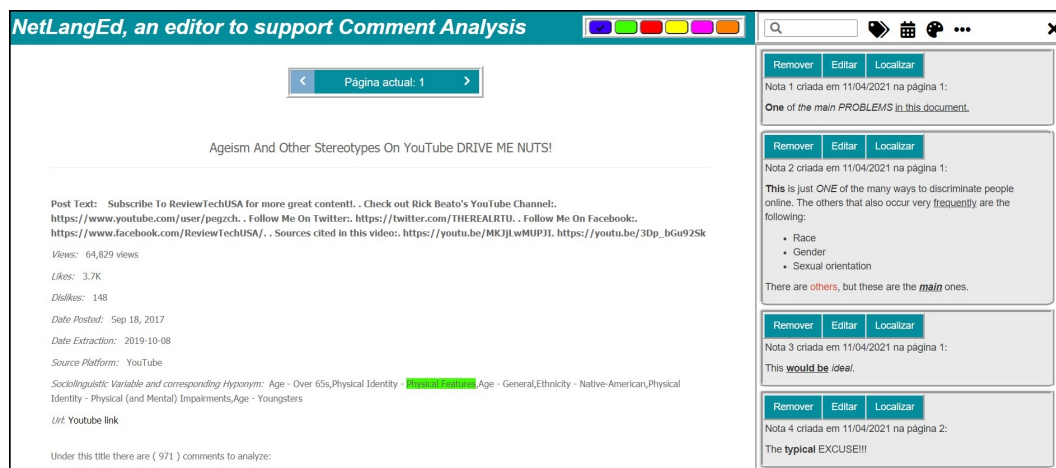 NetLangEd, an editor to support Comment Analysis
Página actual: 1
Ageism And Other Stereotypes On YouTube DRIVE ME NUTS!
Post Text: Subscribe To ReviewTechUSA for more great content!. . Check out Rick Beato's YouTube Channel:.
https://www.youtube.com/user/pegzch. . Follow Me On Twitter:. https://twitter.com/THEREALRTU. . Follow Me On Facebook:.
https://www.facebook.com/ReviewTechUSA/. . Sources cited in this video:. https://youtu.be/MKJjLwMUPJI. https://youtu.be/3Dp_bGu92Sk
Views: 64,829 views
Likes: 3.7K
Dislikes: 148
Date Posted: Sep 18, 2017
Date Extraction: 2019-10-08
Source Platform: YouTube
Sociolinguistic Variable and corresponding Hyponym: Age - Over 65s,Physical Identity - Physical Features,Age - General,Ethnicity - Native-American,Physical
Identity - Physical (and Mental) Impairments,Age - Youngsters
Url: Youtube link
Under this title there are ( 971 ) comments to analyze:
Remover Editar Localizar
Nota 1 criada em 11/04/2021 na página 1:
One of the main PROBLEMS in this document.
Remover Editar Localizar
Nota 2 criada em 11/04/2021 na página 1:
This is just ONE of the many ways to discriminate people
online. The others that also occur very frequently are the
following:
• Race
• Gender
• Sexual orientation
There are others, but these are the main ones.
Remover Editar Localizar
Nota 3 criada em 11/04/2021 na página 1:
This would be ideal.
Remover Editar Localizar
Nota 4 criada em 11/04/2021 na página 2:
The typical EXCUSE!!!